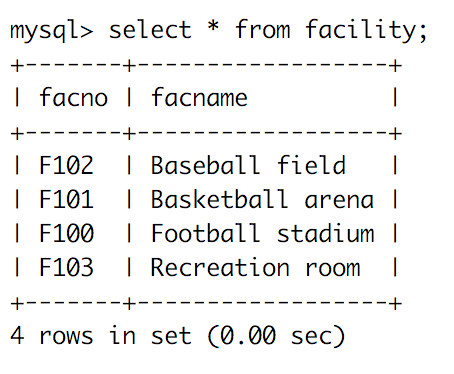 mysql> select * from facility;
+-------+------------------+
| facno | facname          |
+-------+------------------+
| F102  | Baseball field   |
| F101  | Basketball arena |
| F100  | Football stadium |
| F103  | Recreation room  |
+-------+------------------+
4 rows in set (0.00 sec)